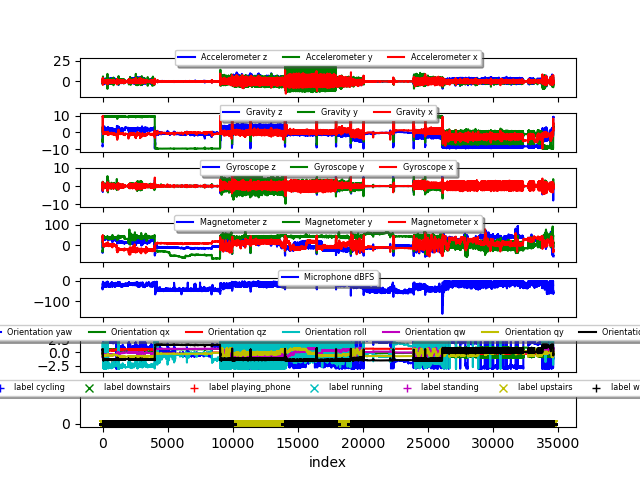 Accelerometer z Accelerometer y Accelerometer x
25
0
Gravity z Gravity y Gravity x
10
0
−10
Gyroscope z Gyroscope y Gyroscope x
10
0
−10
Magnetometer z Magnetometer y Magnetometer x
100
0
Microphone dBFS
0
−100
Orientation yaw Orientation qx Orientation qz Orientation roll Orientation qw Orientation qy Orienta
2.5
0.0
−2.5
label cycling label downstairs label playing_phone label running label standing label upstairs label w
0
0 5000 10000 15000 20000 25000 30000 35000
index